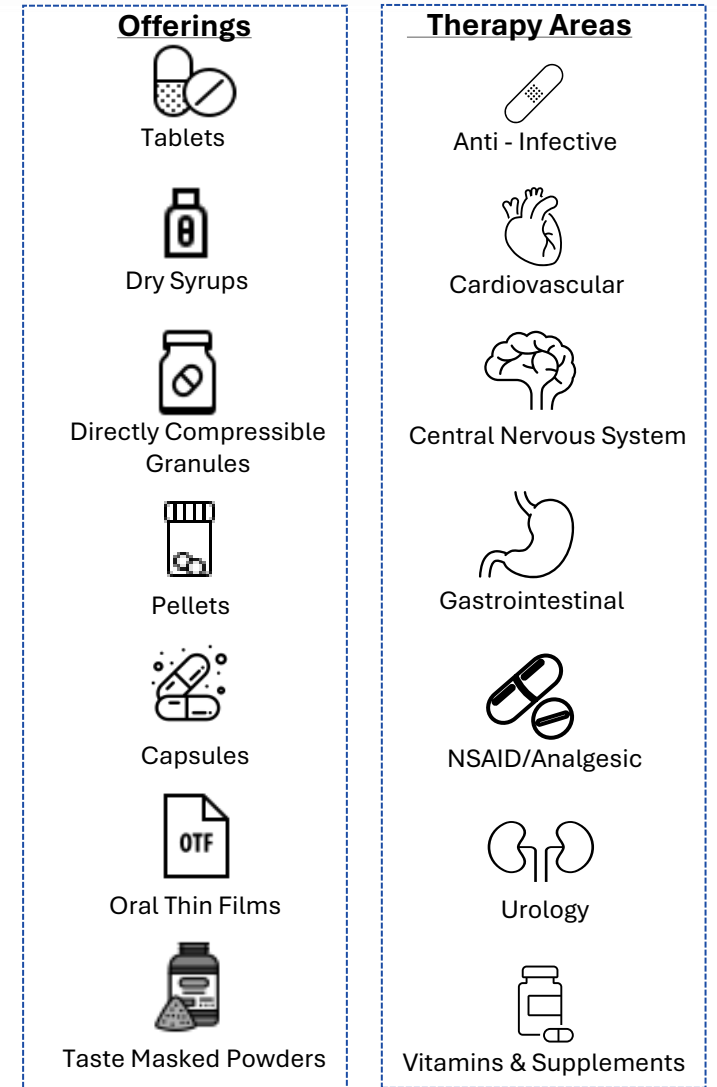 Offerings
Tablets
Dry Syrups
Directly Compressible
Granules
Pellets
Capsules
OTF
Oral Thin Films
Taste Masked Powders
Therapy Areas
Anti - Infective
Cardiovascular
Central Nervous System
Gastrointestinal
NSAID/Analgesic
Urology
Vitamins & Supplements